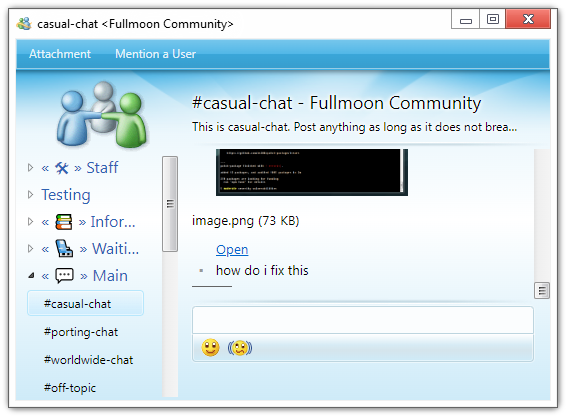 casual-chat <Fullmoon Community>
Attachment Mention a User
#casual-chat - Fullmoon Community
This is casual-chat. Post anything as long as it does not brea...
« 🛠 » Staff
Testing
« 📚 » Infor...
« » Waiti...
« 💬 » Main
#casual-chat
#porting-chat
#worldwide-chat
#off-topic
image.png (73 KB)
Open
how do i fix this